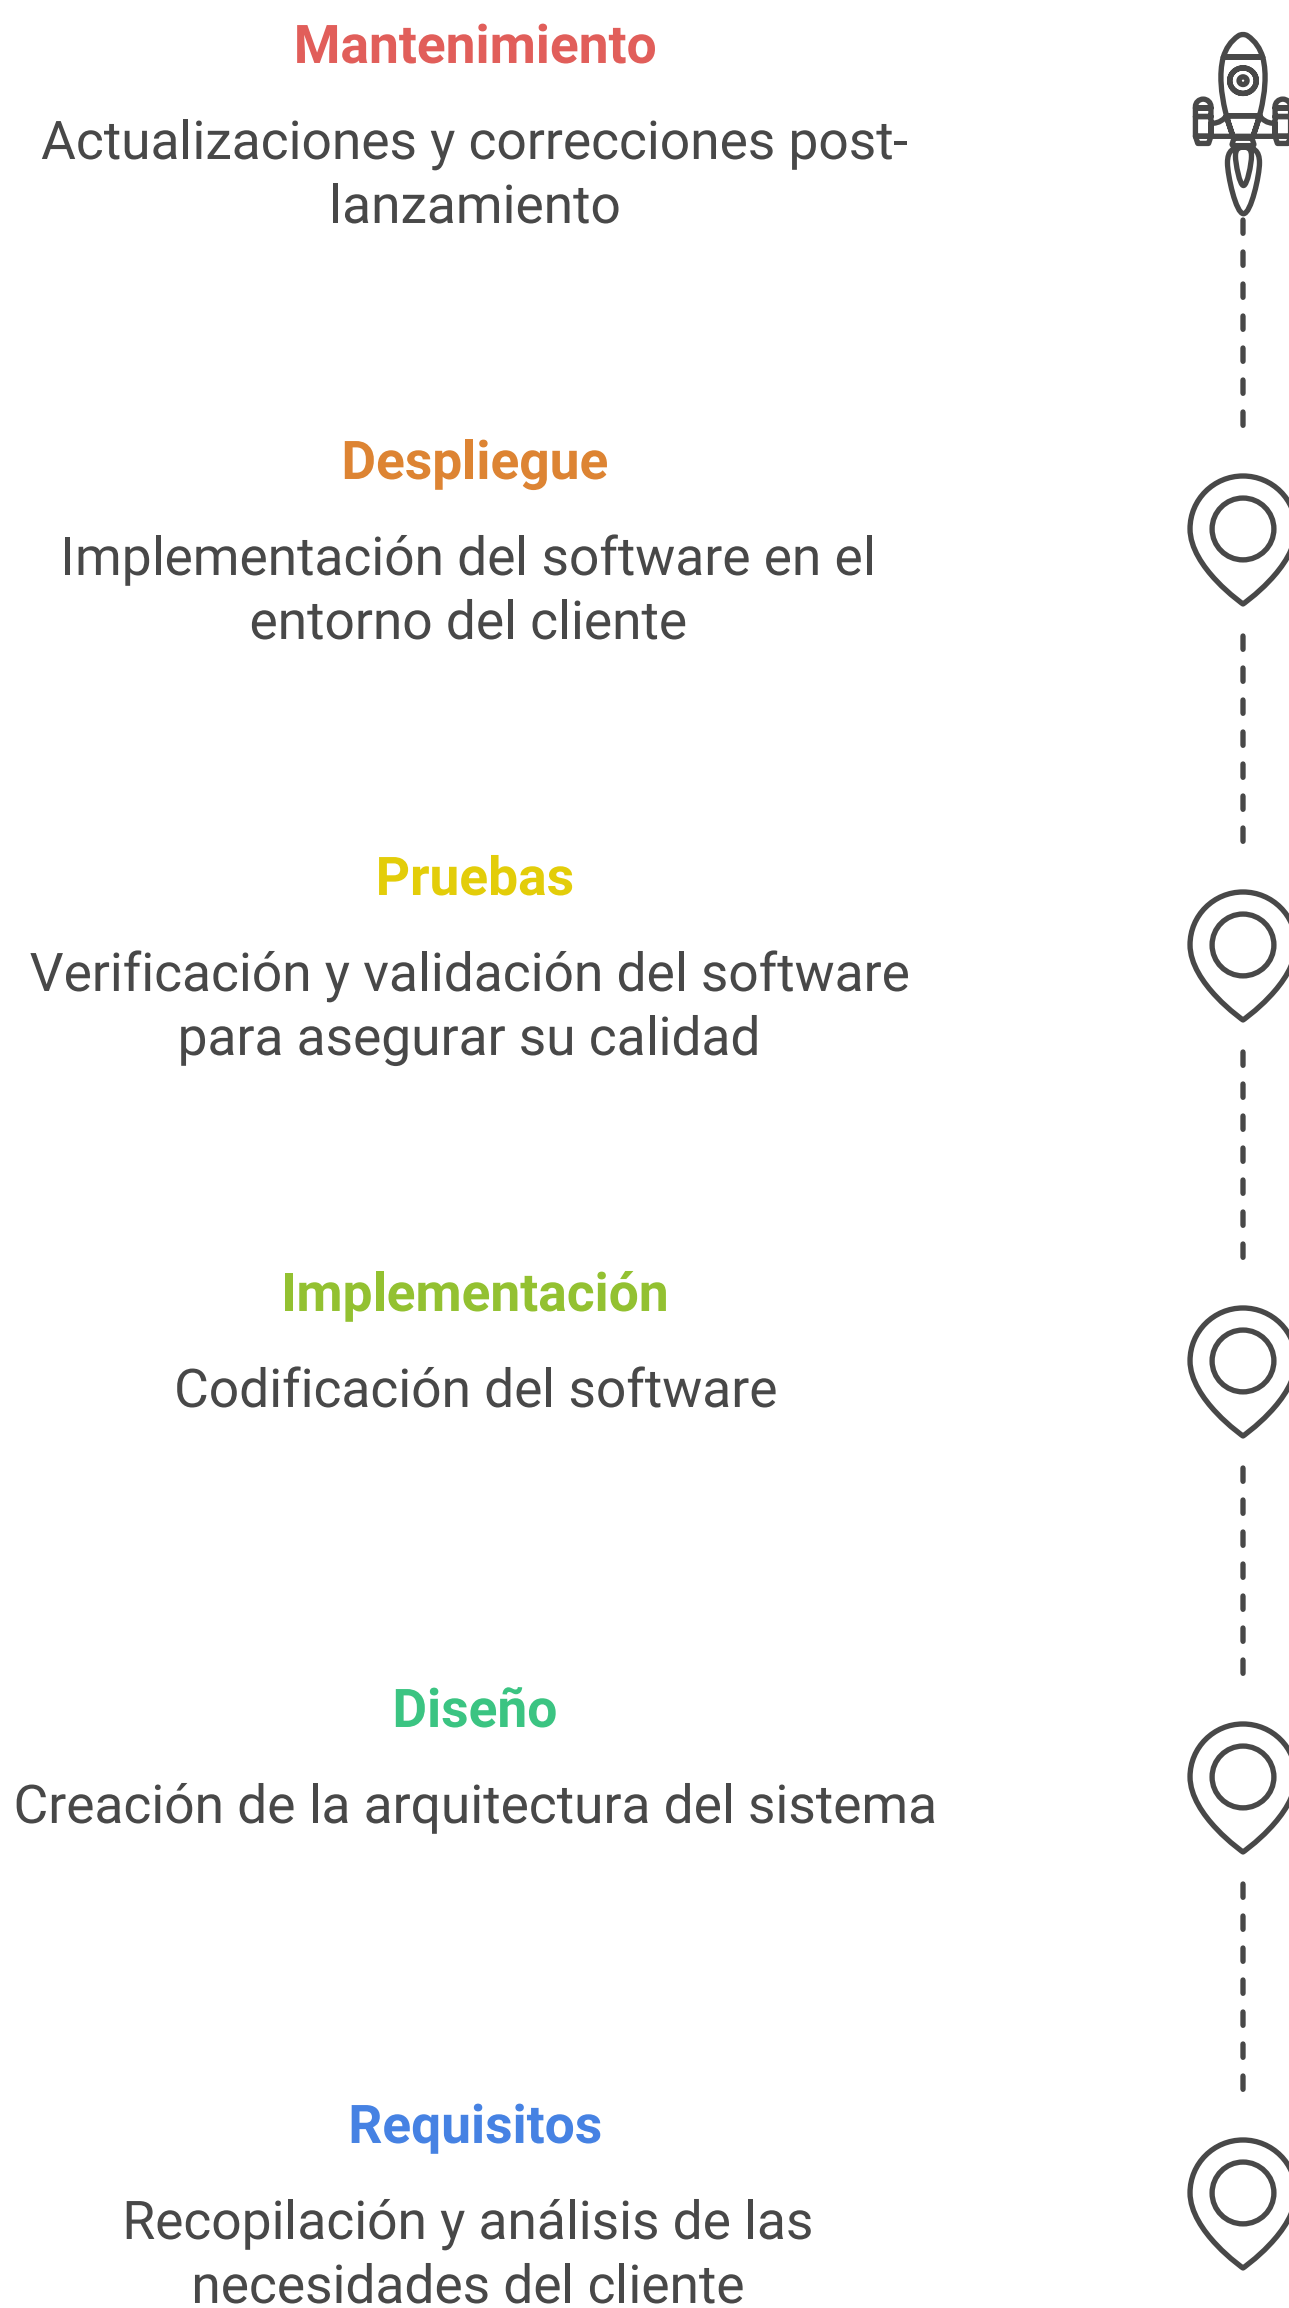 Mantenimiento
Actualizaciones y correcciones post-
lanzamiento
Despliegue
Implementación del software en el
entorno del cliente
Pruebas
Verificación y validación del software
para asegurar su calidad
Implementación
Codificación del software
Diseño
Creación de la arquitectura del sistema
Requisitos
Recopilación y análisis de las
necesidades del cliente